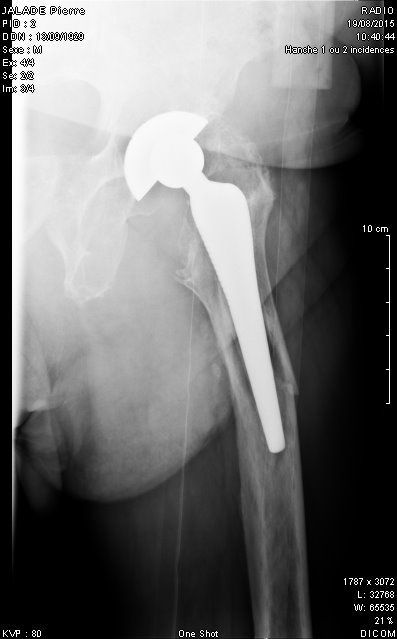 JALADE Pierre
PID : 2
DDN : 13/09/1929
Sexe : M
Ex: 4/4
Se: 2/2
Im: 3/4
RADIO
19/08/2015
10:40:44
Hanche 1 ou 2 incidences
10 cm
1787 x 3072
L: 32768
W: 65535
21 %
KVP : 80
One Shot
DICOM